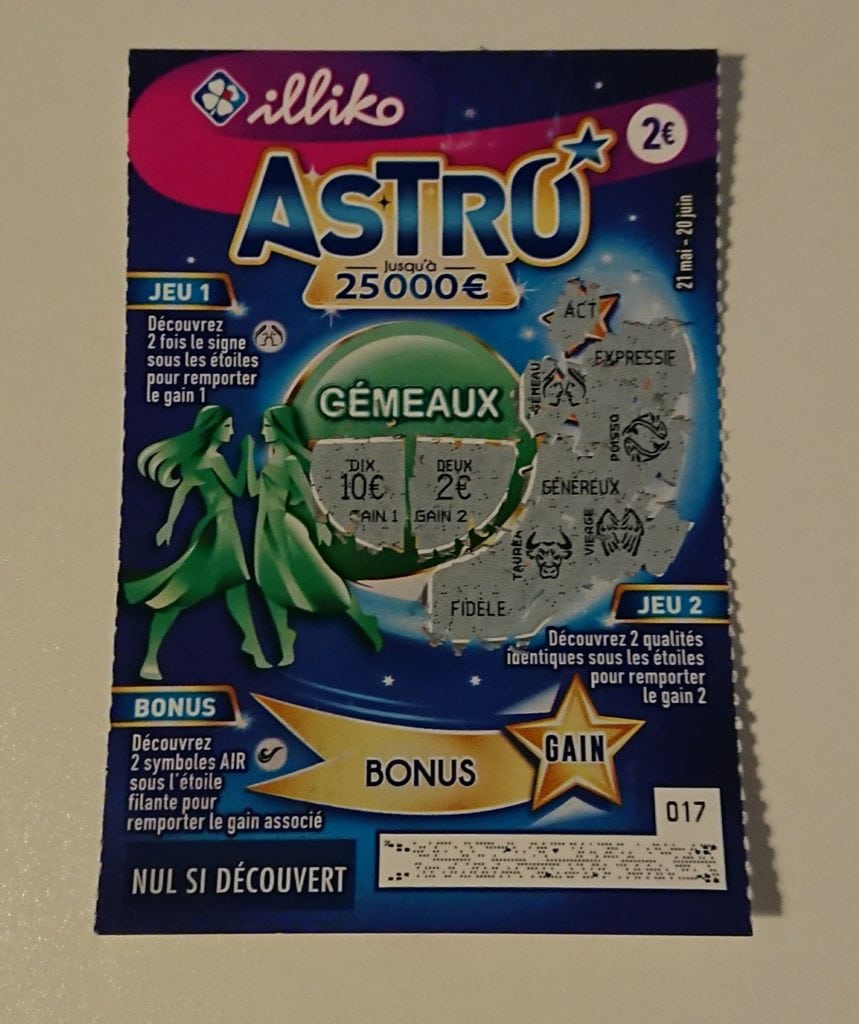 illiko
2€
ASTRO
Jusqu'à
25 000 €
21 mai - 20 juin
JEU 1
Découvrez
2 fois le signe
sous les étoiles
pour remporter
le gain 1
ACT
EXPRESSIF
GÉMEAU
GÉMEAUX
POISSO
DIX
10€
GAIN 1
DEUX
2€
GAIN 2
GÉNÉREUX
TAUREA
VIERGE
FIDÈLE
JEU 2
Découvrez 2 qualités
identiques sous les étoiles
pour remporter
le gain 2
BONUS
Découvrez
2 symboles AIR
sous l'étoile
filante pour
remporter le gain associé
BONUS
GAIN
017
NUL SI DÉCOUVERT